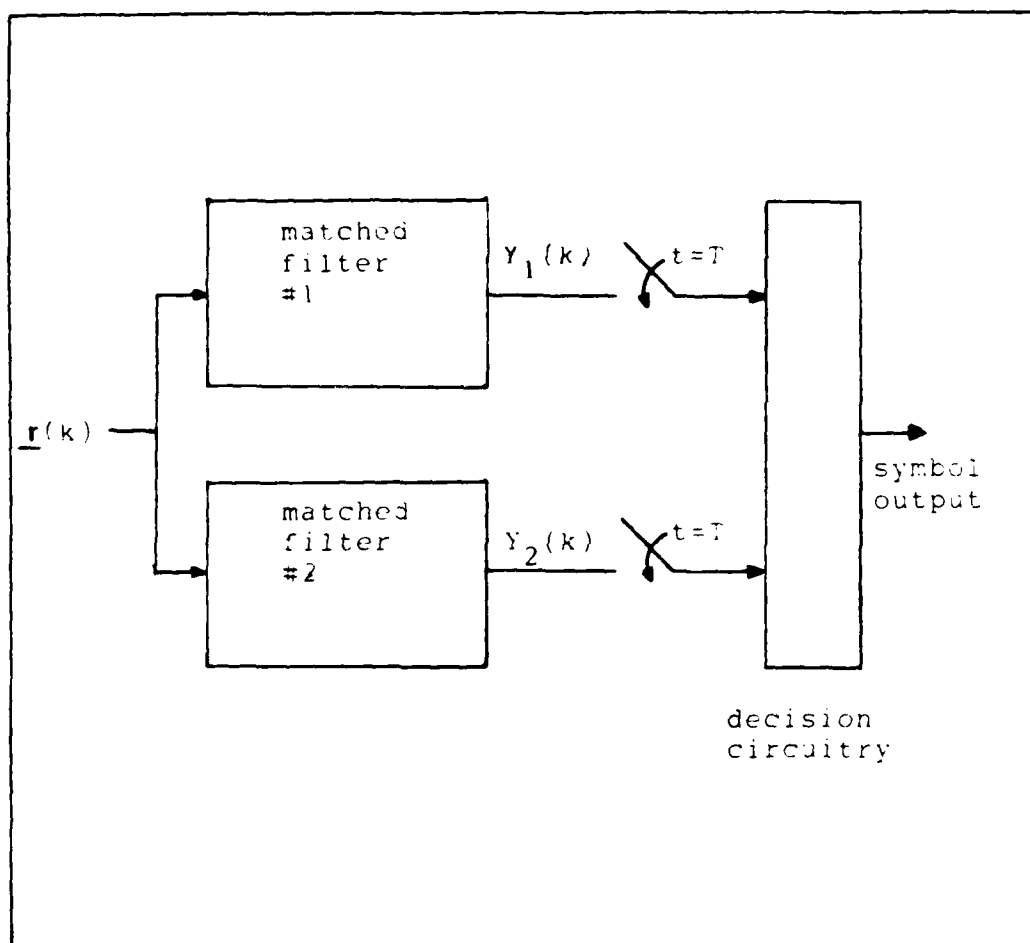 matched
filter
#1
Y1(k)
t=T
r(k)
matched
filter
#2
Y2(k)
t=T
symbol
output
decision
circuitry